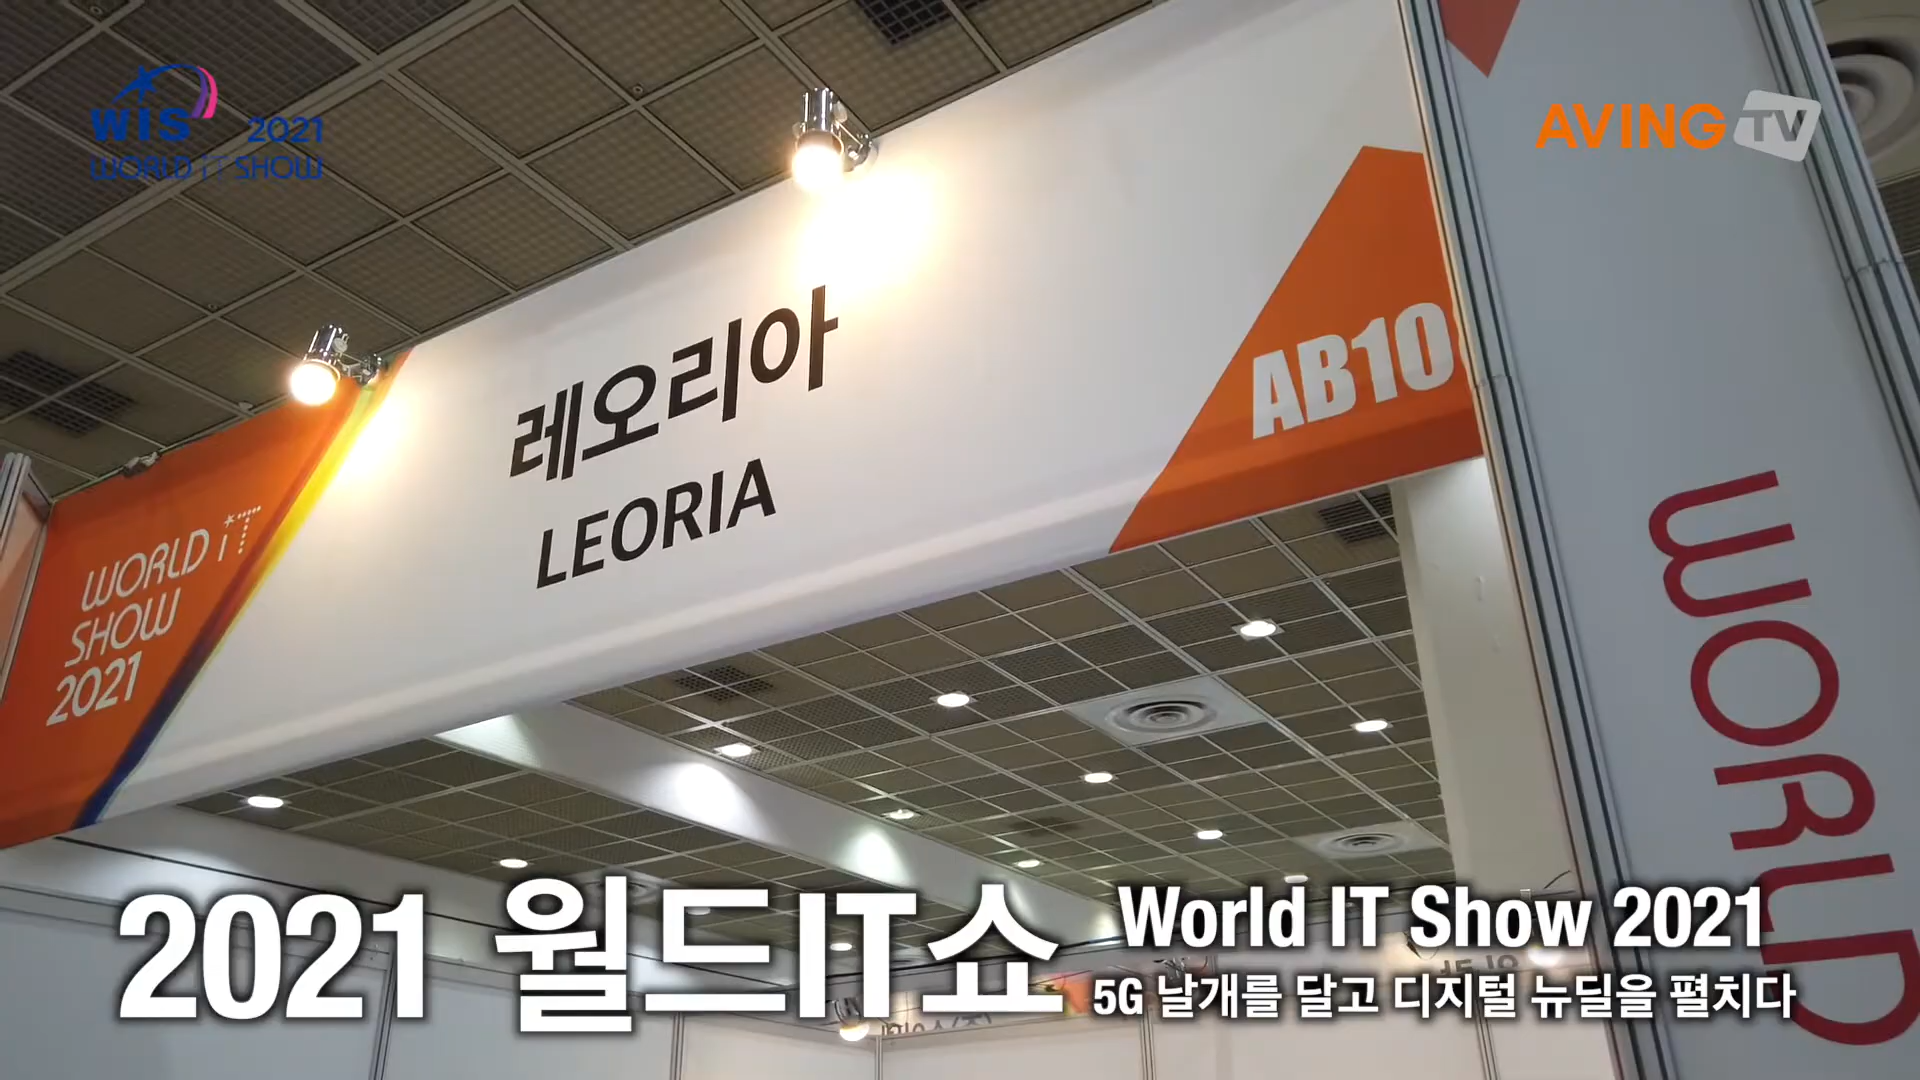 WIS 2021
WORLD IT SHOW
AVING TV
레오리아
LEORIA
AB10
WORLD IT
SHOW
2021
WORLD
2021 월드IT쇼
World IT Show 2021
5G 날개를 달고 디지털 뉴딜을 펼치다